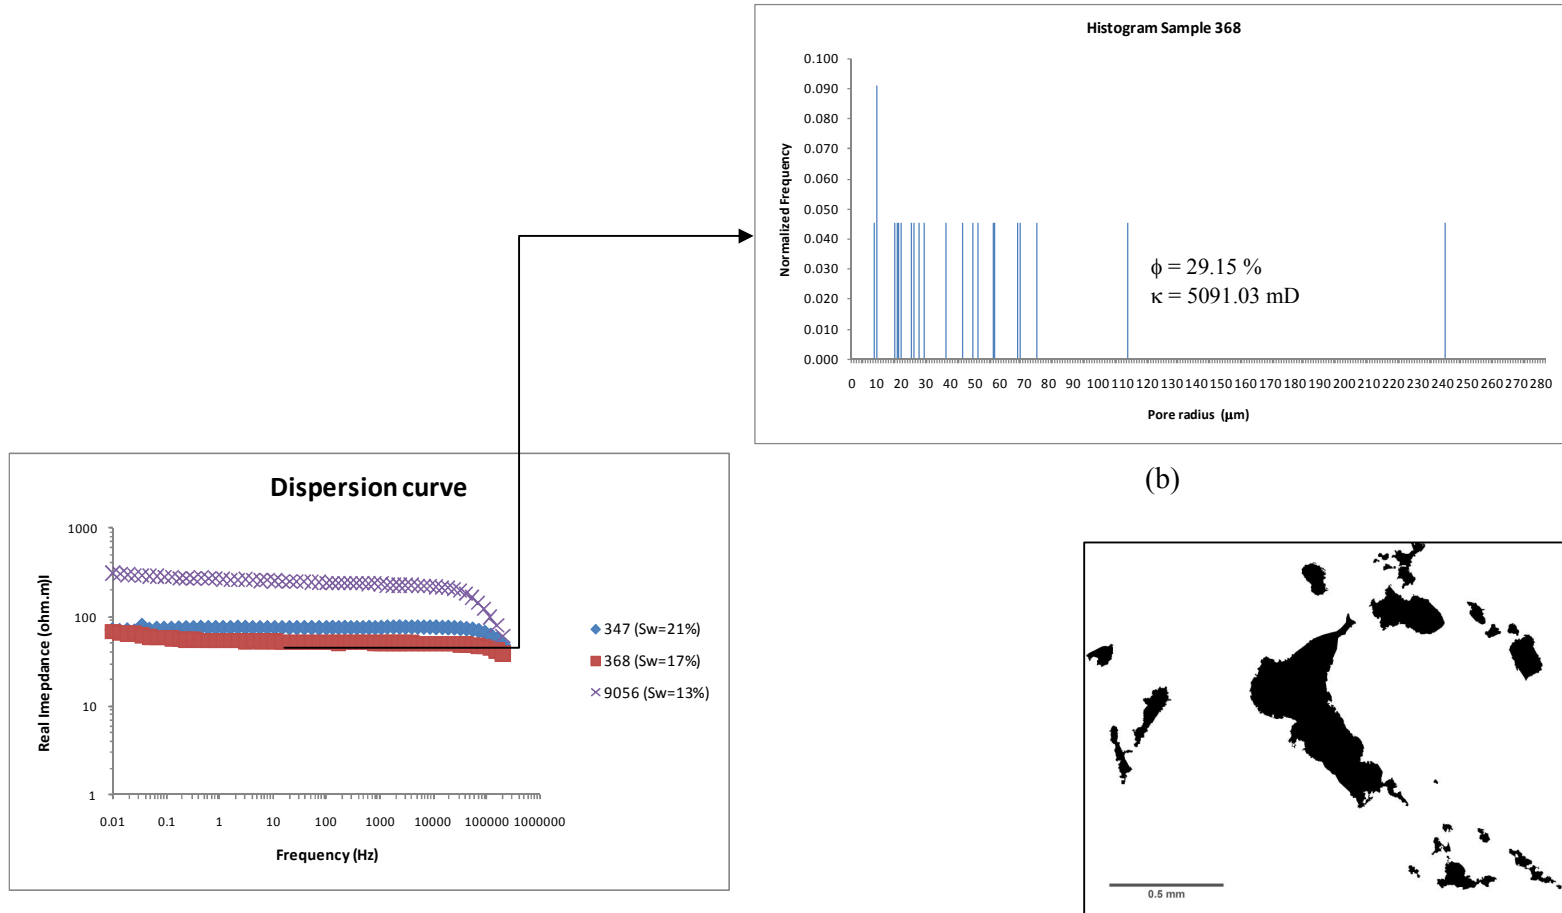 Histogram Sample 368
0.100
0.090
0.080
0.070
0.060
0.050
0.040
0.030
0.020
0.010
0.000
Normalized Frequency
ϕ = 29.15 %
κ = 5091.03 mD
0 10 20 30 40 50 60 70 80 90 100 110 120 130 140 150 160 170 180 190 200 210 220 230 240 250 260 270 280
Pore radius (µm)
(b)
Dispersion curve
1000
100
10
1
Real Imepdance (ohm.m)l
0.01 0.1 1 10 100 1000 10000 100000 1000000
Frequency (Hz)
347 (Sw=21%)
368 (Sw=17%)
9056 (Sw=13%)
0.5 mm